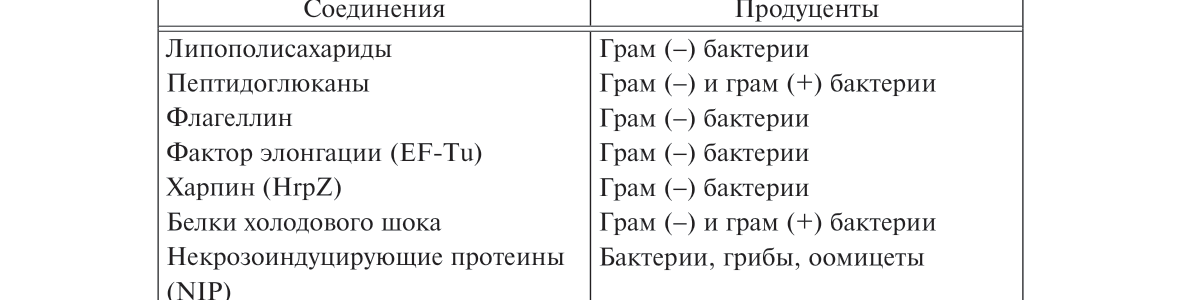 Соединения Продуценты
Липополисахариды Грам (–) бактерии
Пептидоглюканы Грам (–) и грам (+) бактерии
Флагеллин Грам (–) бактерии
Фактор элонгации (EF-Tu) Грам (–) бактерии
Харпин (HrpZ) Грам (–) бактерии
Белки холодового шока Грам (–) и грам (+) бактерии
Некрозоиндуцирующие протеины Бактерии, грибы, оомицеты
(NIP)